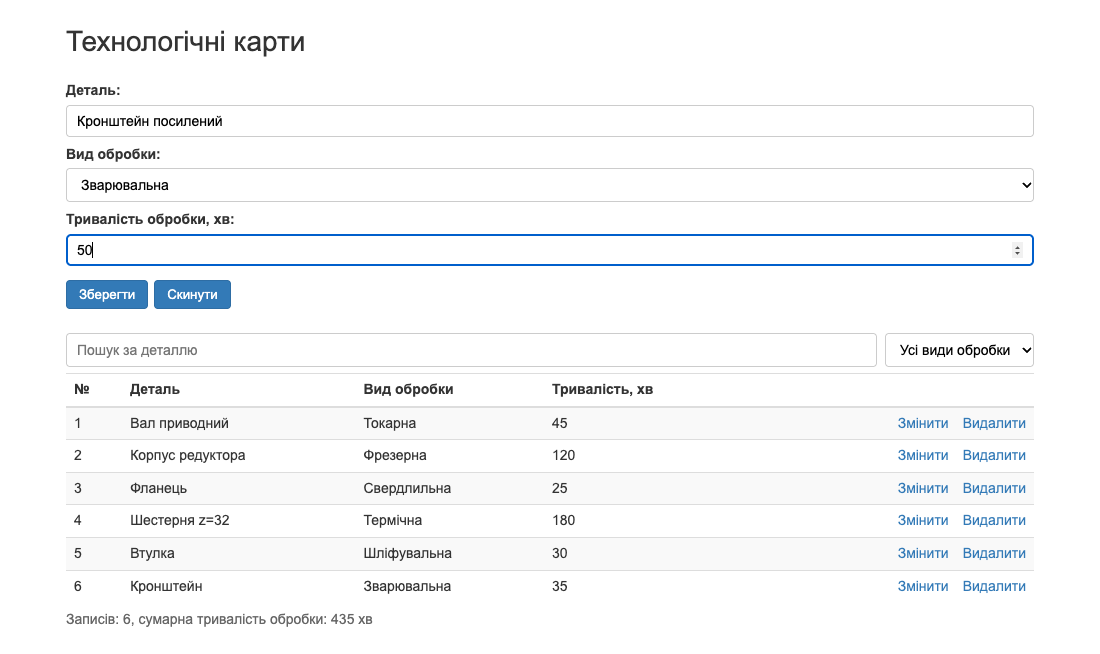 Технологічні карти
Деталь:
Кронштейн посилений
Вид обробки:
Зварювальна
Тривалість обробки, хв:
50
Зберегти Скинути
Пошук за деталлю Усі види обробки
№ Деталь Вид обробки Тривалість, хв
1 Вал приводний Токарна 45 Змінити Видалити
2 Корпус редуктора Фрезерна 120 Змінити Видалити
3 Фланець Свердлильна 25 Змінити Видалити
4 Шестерня z=32 Термічна 180 Змінити Видалити
5 Втулка Шліфувальна 30 Змінити Видалити
6 Кронштейн Зварювальна 35 Змінити Видалити
Записів: 6, сумарна тривалість обробки: 435 хв